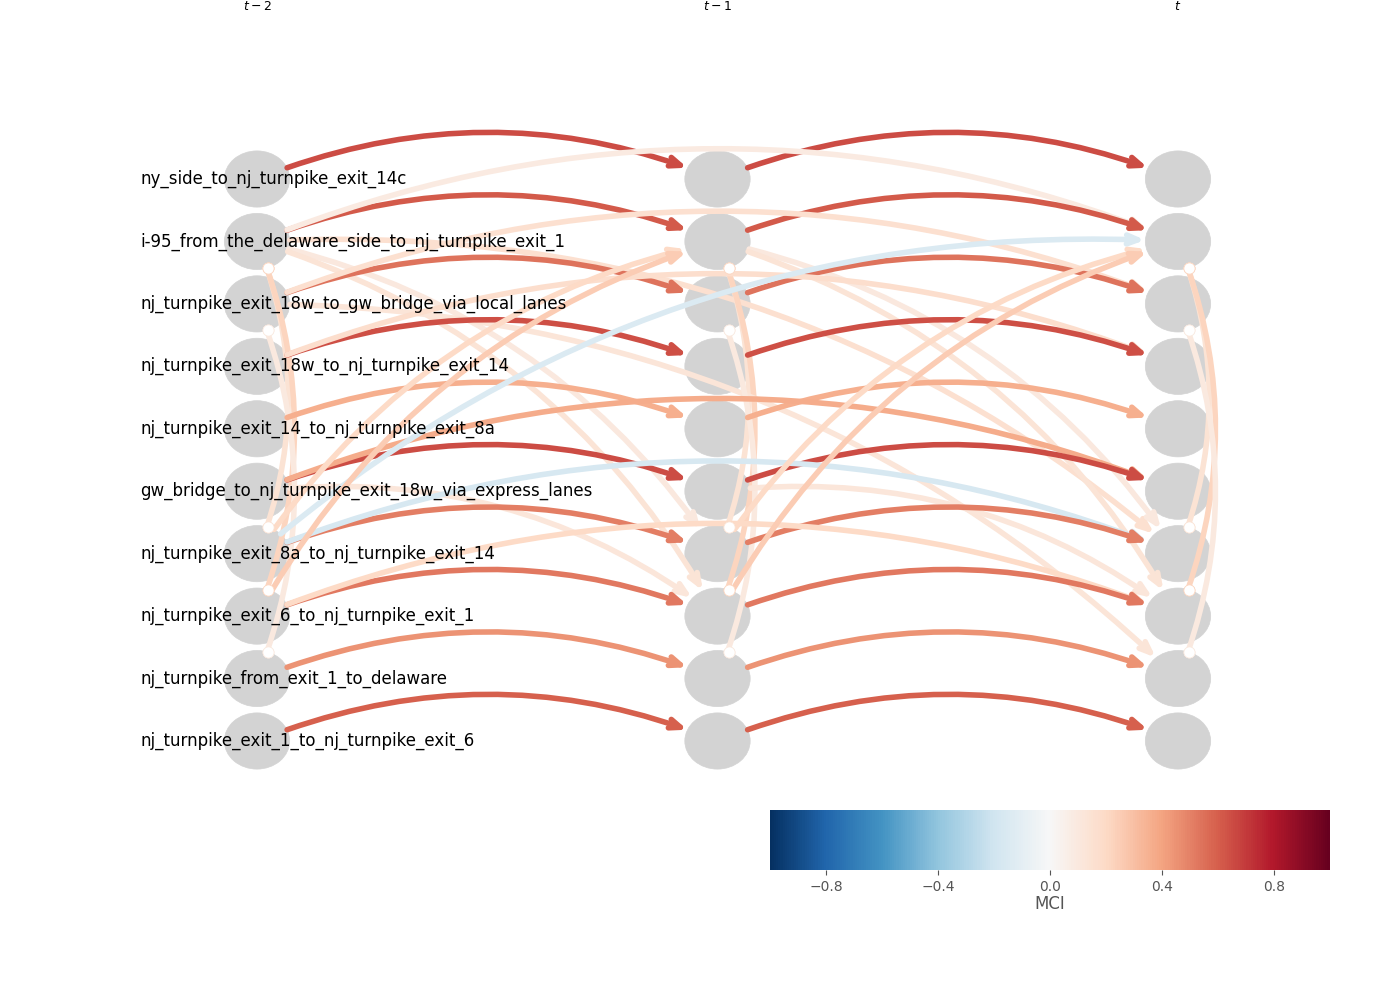 t − 2 t − 1 t
ny_side_to_nj_turnpike_exit_14c
i-95_from_the_delaware_side_to_nj_turnpike_exit_1
nj_turnpike_exit_18w_to_gw_bridge_via_local_lanes
nj_turnpike_exit_18w_to_nj_turnpike_exit_14
nj_turnpike_exit_14_to_nj_turnpike_exit_8a
gw_bridge_to_nj_turnpike_exit_18w_via_express_lanes
nj_turnpike_exit_8a_to_nj_turnpike_exit_14
nj_turnpike_exit_6_to_nj_turnpike_exit_1
nj_turnpike_from_exit_1_to_delaware
nj_turnpike_exit_1_to_nj_turnpike_exit_6
−0.8 −0.4 0.0 0.4 0.8
MCI